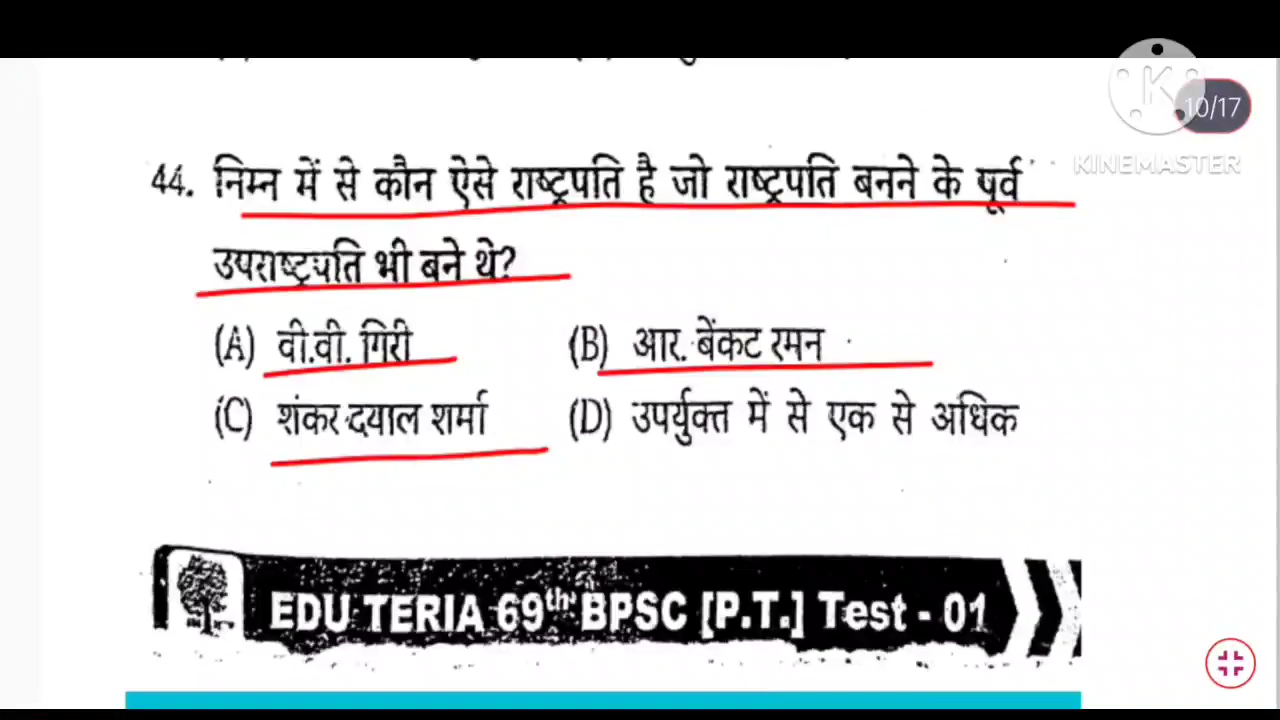 10/17
KINEMASTER
44. निम्न में से कौन ऐसे राष्ट्रपति है जो राष्ट्रपति बनने के पूर्व
उपराष्ट्रपति भी बने थे?
(A) वी.वी. गिरी (B) आर. बेंकट रमन
(C) शंकर दयाल शर्मा (D) उपर्युक्त में से एक से अधिक
EDU TERIA 69th BPSC [P.T.] Test - 01